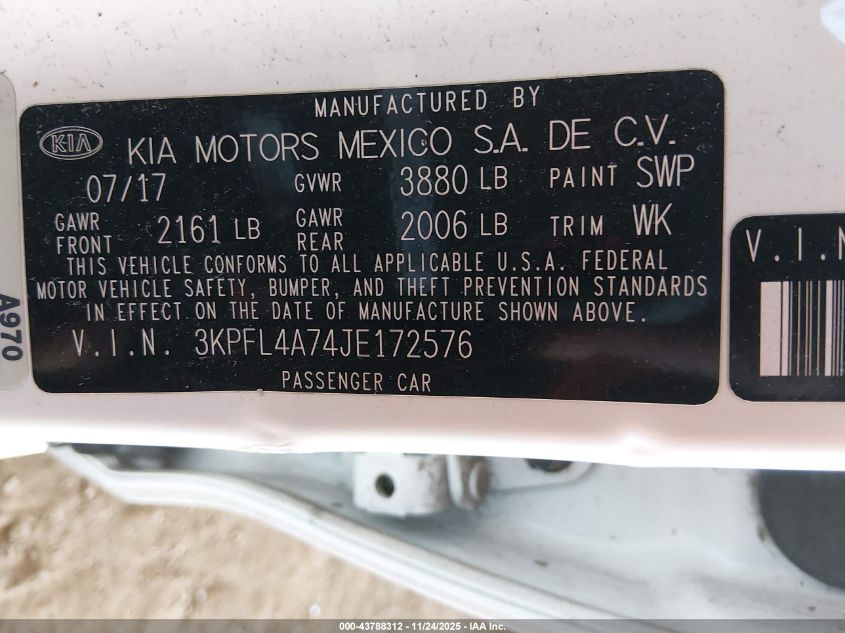 MANUFACTURED BY
KIA KIA MOTORS MEXICO S.A. DE C.V.
07/17 GVWR 3880 LB PAINT SWP
GAWR FRONT 2161 LB GAWR REAR 2006 LB TRIM WK
THIS VEHICLE CONFORMS TO ALL APPLICABLE U.S.A. FEDERAL
MOTOR VEHICLE SAFETY, BUMPER, AND THEFT PREVENTION STANDARDS
IN EFFECT ON THE DATE OF MANUFACTURE SHOWN ABOVE.
V.I.N. 3KPFL4A74JE172576
PASSENGER CAR
A970
V.I.N
000-43788312 - 11/24/2025 - IAA Inc.